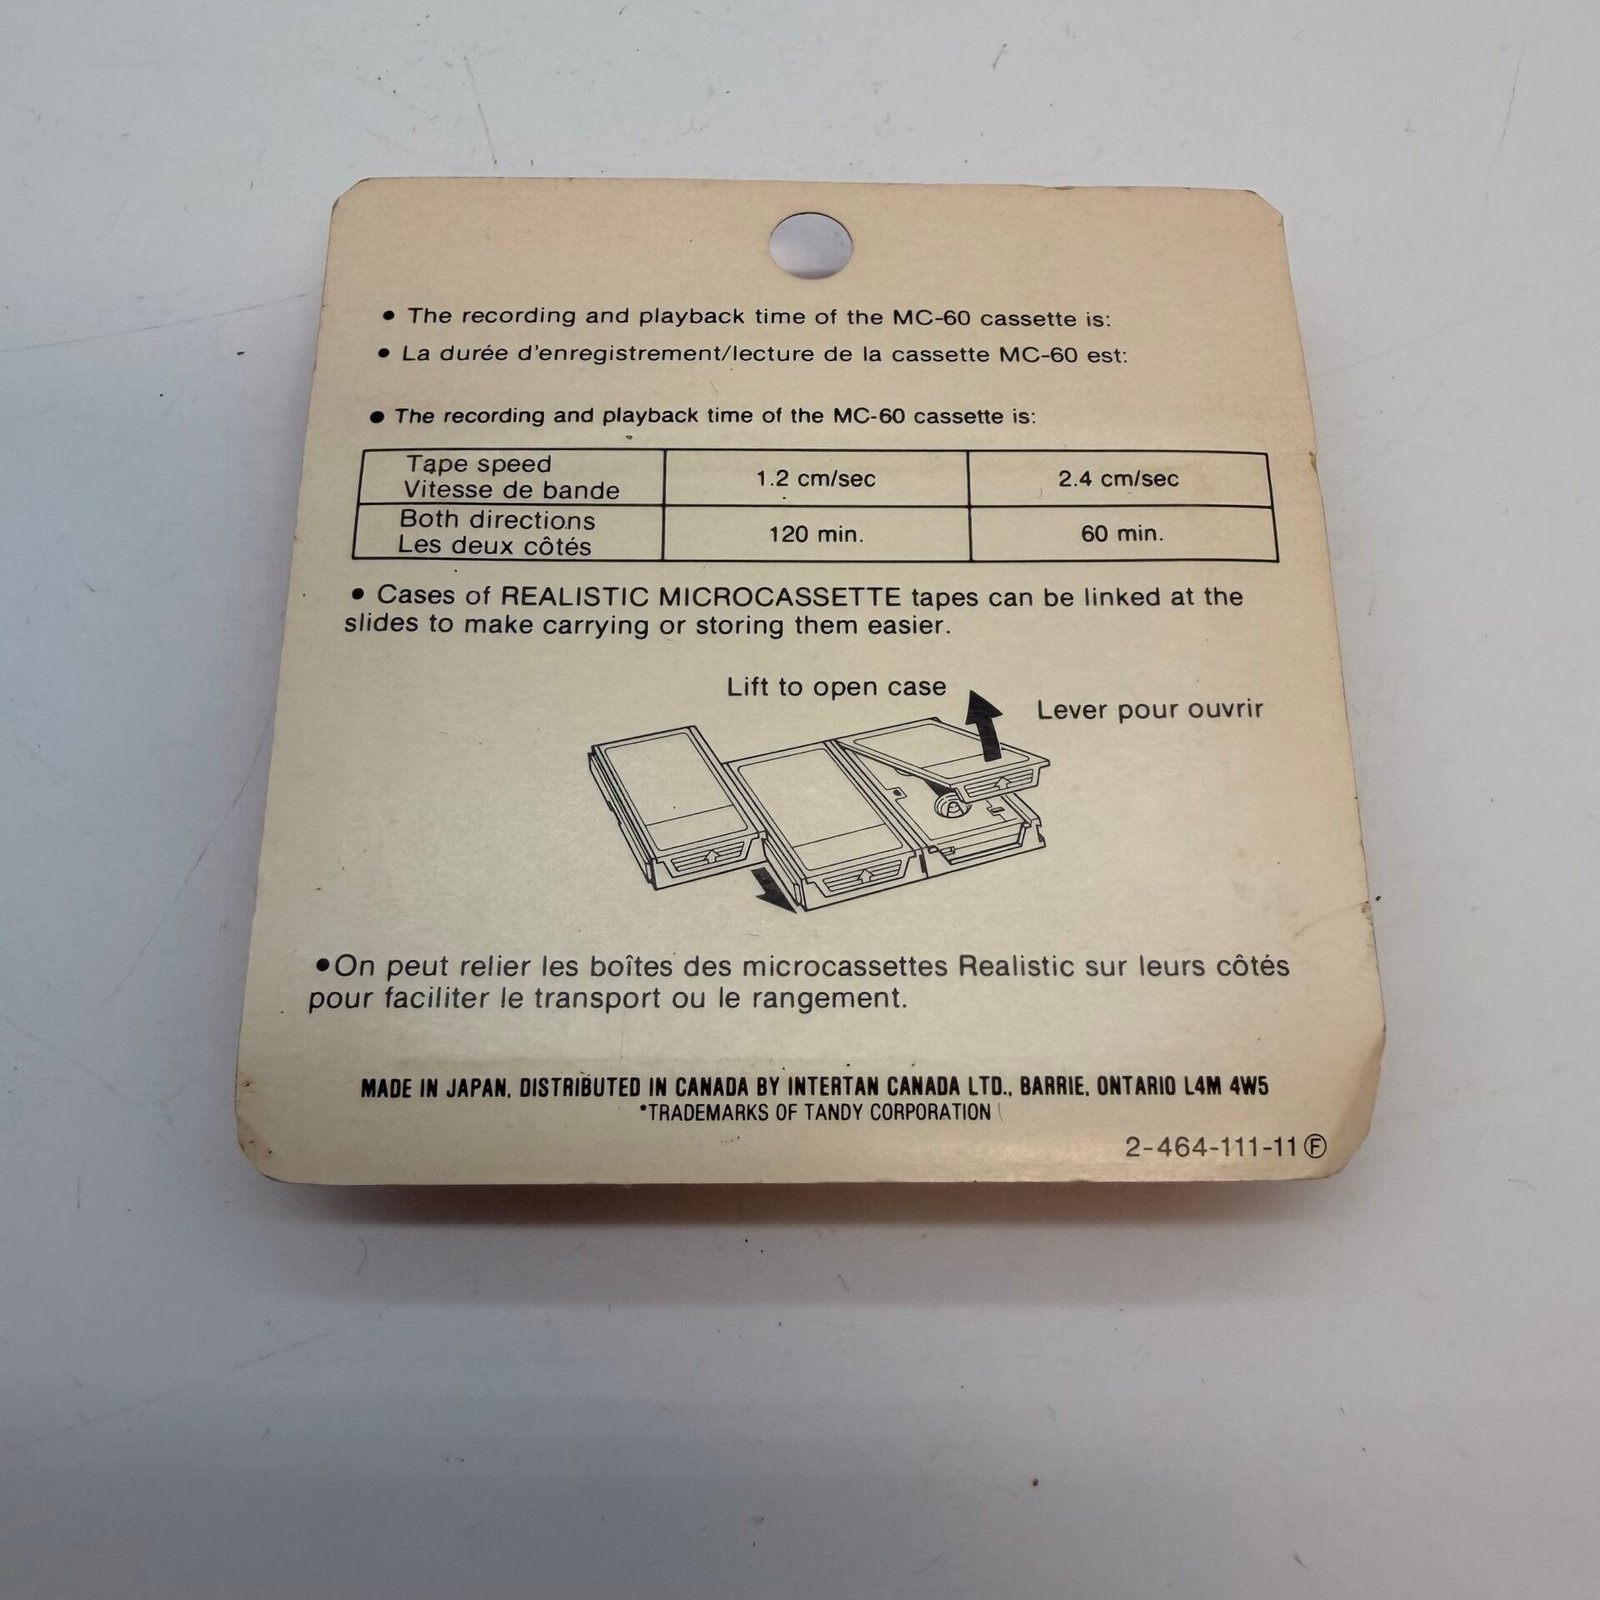 • The recording and playback time of the MC-60 cassette is:
• La durée d'enregistrement/lecture de la cassette MC-60 est:
• The recording and playback time of the MC-60 cassette is:
Tape speed
Vitesse de bande
1.2 cm/sec
2.4 cm/sec
Both directions
Les deux côtés
120 min.
60 min.
• Cases of REALISTIC MICROCASSETTE tapes can be linked at the
slides to make carrying or storing them easier.
Lift to open case
Lever pour ouvrir
•On peut relier les boîtes des microcassettes Realistic sur leurs côtés
pour faciliter le transport ou le rangement.
MADE IN JAPAN, DISTRIBUTED IN CANADA BY INTERTAN CANADA LTD., BARRIE, ONTARIO L4M 4W5
*TRADEMARKS OF TANDY CORPORATION
2-464-111-11 Ⓕ